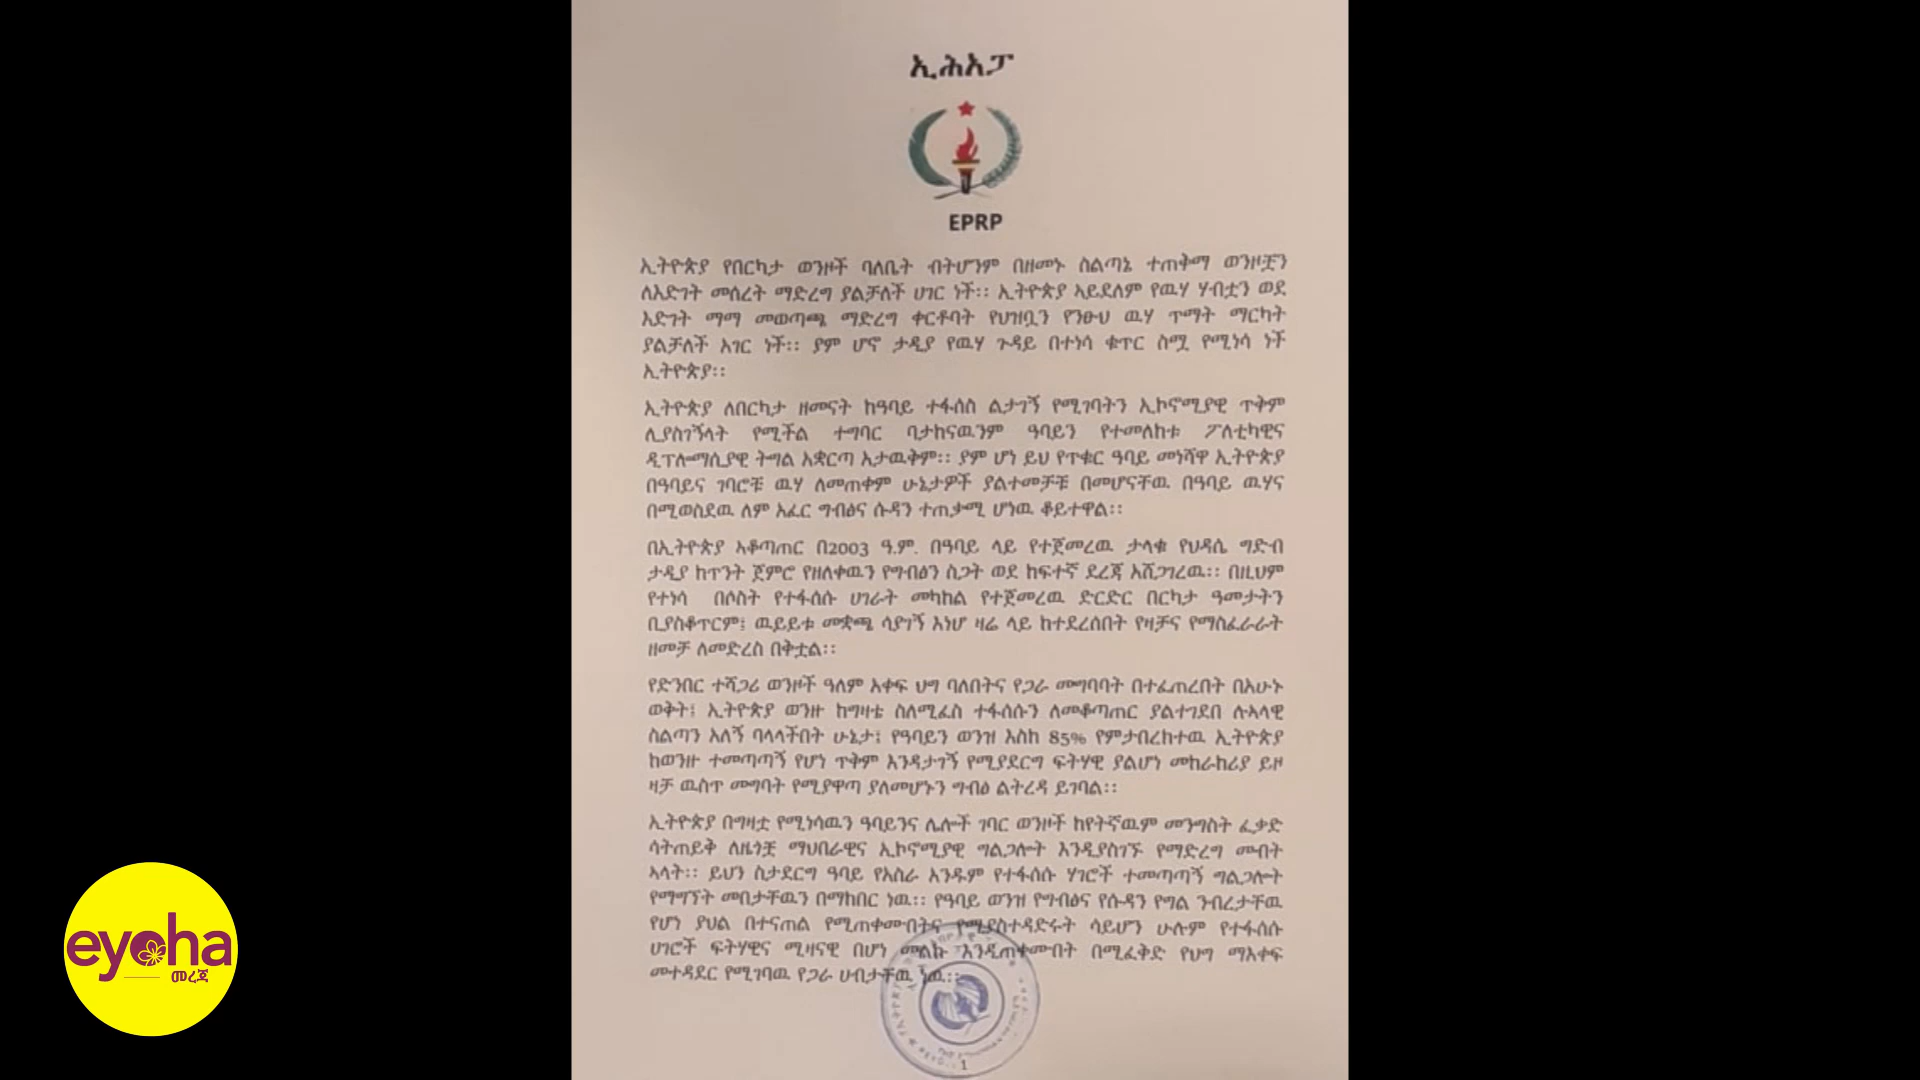 ኢሕአፓ
EPRP
ኢትዮጵያ የበርካታ ወንዞች ባለቤት ብትሆንም በዘመኑ ስልጣኔ ተጠቅማ ወንዞቿን
ለእድገት መሰረት ማድረግ ያልቻለች ሀገር ነች። ኢትዮጵያ ኣይደለም የዉሃ ሃብቷን ወደ
እድገት ማማ መወጣጫ ማድረግ ቀርቶባት የህዝቧን የንፁህ ዉሃ ጥማት ማርካት
ያልቻለች አገር ነች። ያም ሆኖ ታዲያ የዉሃ ጉዳይ በተነሳ ቁጥር ስሟ የሚነሳ ነች
ኢትዮጵያ።
ኢትዮጵያ ለበርካታ ዘመናት ከዓባይ ተፋሰስ ልታገኝ የሚገባትን ኢኮኖሚያዊ ጥቅም
ሊያስገኝላት የሚችል ተግባር ባታከናዉንም ዓባይን የተመለከቱ ፖለቲካዊና
ዲፕሎማሲያዊ ትግል አቋርጣ አታዉቅም። ያም ሆነ ይህ የጥቁር ዓባይ መነሻዋ ኢትዮጵያ
በዓባይና ገባሮቹ ዉሃ ለመጠቀም ሁኔታዎች ያልተመቻቹ በመሆናቸዉ በዓባይ ዉሃና
በሚወስደዉ ለም አፈር ግብፅና ሱዳን ተጠቃሚ ሆነዉ ቆይተዋል።
በኢትዮጵያ ኣቆጣጠር በ2003 ዓ.ም. በዓባይ ላይ የተጀመረዉ ታላቁ የህዳሴ ግድብ
ታዲያ ከጥንት ጀምሮ የዘለቀዉን የግብፅን ስጋት ወደ ከፍተኛ ደረጃ አሸጋገረዉ። በዚህም
የተነሳ በሶስት የተፋሰሱ ሀገራት መካከል የተጀመረዉ ድርድር በርካታ ዓመታትን
ቢያስቆጥርም፤ ዉይይቱ መቋጫ ሳያገኝ እነሆ ዛሬ ላይ ከተደረሰበት የዛቻና የማስፈራራት
ዘመቻ ለመድረስ በቅቷል።
የድንበር ተሻጋሪ ወንዞች ዓለም አቀፍ ህግ ባለበትና የጋራ መግባባት በተፈጠረበት በአሁኑ
ወቅት፤ ኢትዮጵያ ወንዙ ከግዛቴ ስለሚፈስ ተፋሰሱን ለመቆጣጠር ያልተገደበ ሉኣላዊ
ስልጣን አለኝ ባላላችበት ሁኔታ፤ የዓባይን ወንዝ እስከ 85% የምታበረክተዉ ኢትዮጵያ
ከወንዙ ተመጣጣኝ የሆነ ጥቅም እንዳታገኝ የሚያደርግ ፍትሃዊ ያልሆነ መከራከሪያ ይዞ
ዛቻ ዉስጥ መግባት የሚያዋጣ ያለመሆኑን ግብፅ ልትረዳ ይገባል።
ኢትዮጵያ በግዛቷ የሚነሳዉን ዓባይንና ሌሎች ገባር ወንዞች ከየትኛዉም መንግስት ፈቃድ
ሳትጠይቅ ለዜጎቿ ማህበራዊና ኢኮኖሚያዊ ግልጋሎት እንዲያስገኙ የማድረግ መብት
ኣላት። ይህን ስታደርግ ዓባይ የአስራ አንዱም የተፋሰሱ ሃገሮች ተመጣጣኝ ግልጋሎት
የማግኘት መበታቸዉን በማክበር ነዉ። የዓባይ ወንዝ የግብፅና የሱዳን የግል ንብረታቸዉ
የሆነ ያህል በተናጠል የሚጠቀሙበትና የሚያስተዳድሩት ሳይሆን ሁሉም የተፋሰሱ
ሀገሮች ፍትሃዊና ሚዛናዊ በሆነ መልኩ እንዲጠቀሙበት በሚፈቅድ የህግ ማእቀፍ
መተዳደር የሚገባዉ የጋራ ሀብታቸዉ ነዉ።
1
eyoha
መረጃ